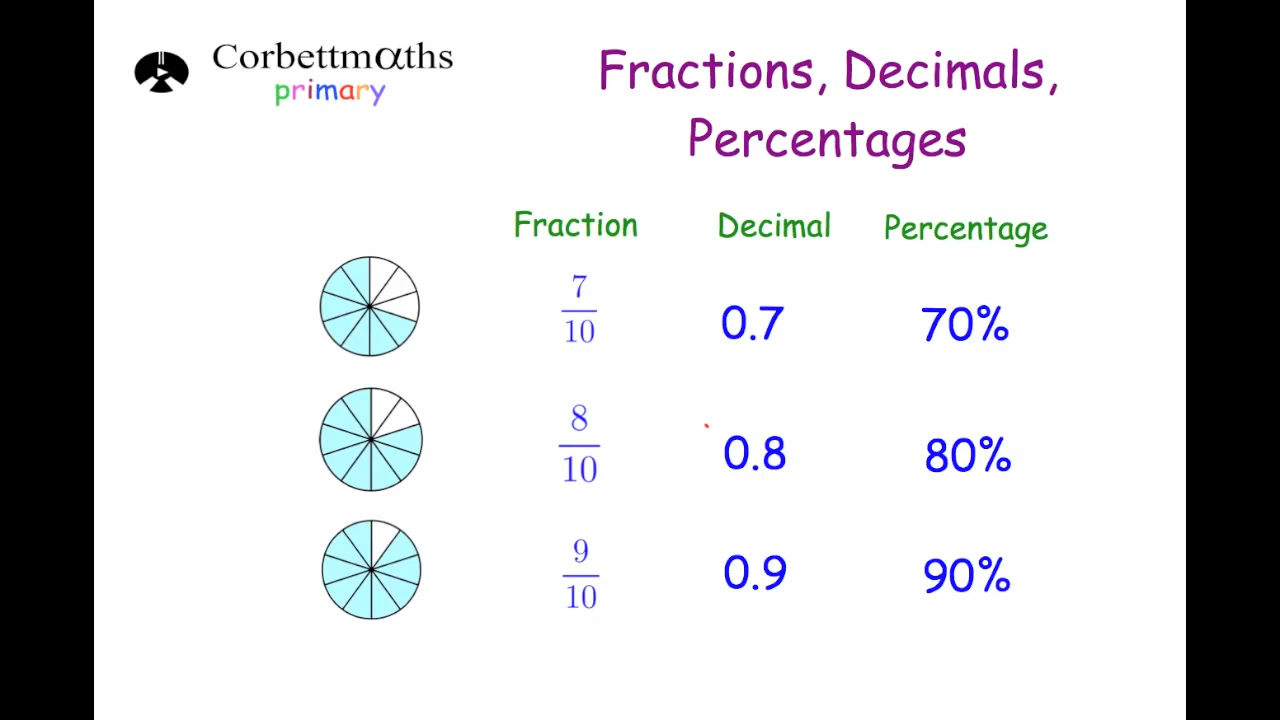 Corbettmαths
primary
Fractions, Decimals,
Percentages
Fraction Decimal Percentage
7/10 0.7 70%
8/10 0.8 80%
9/10 0.9 90%